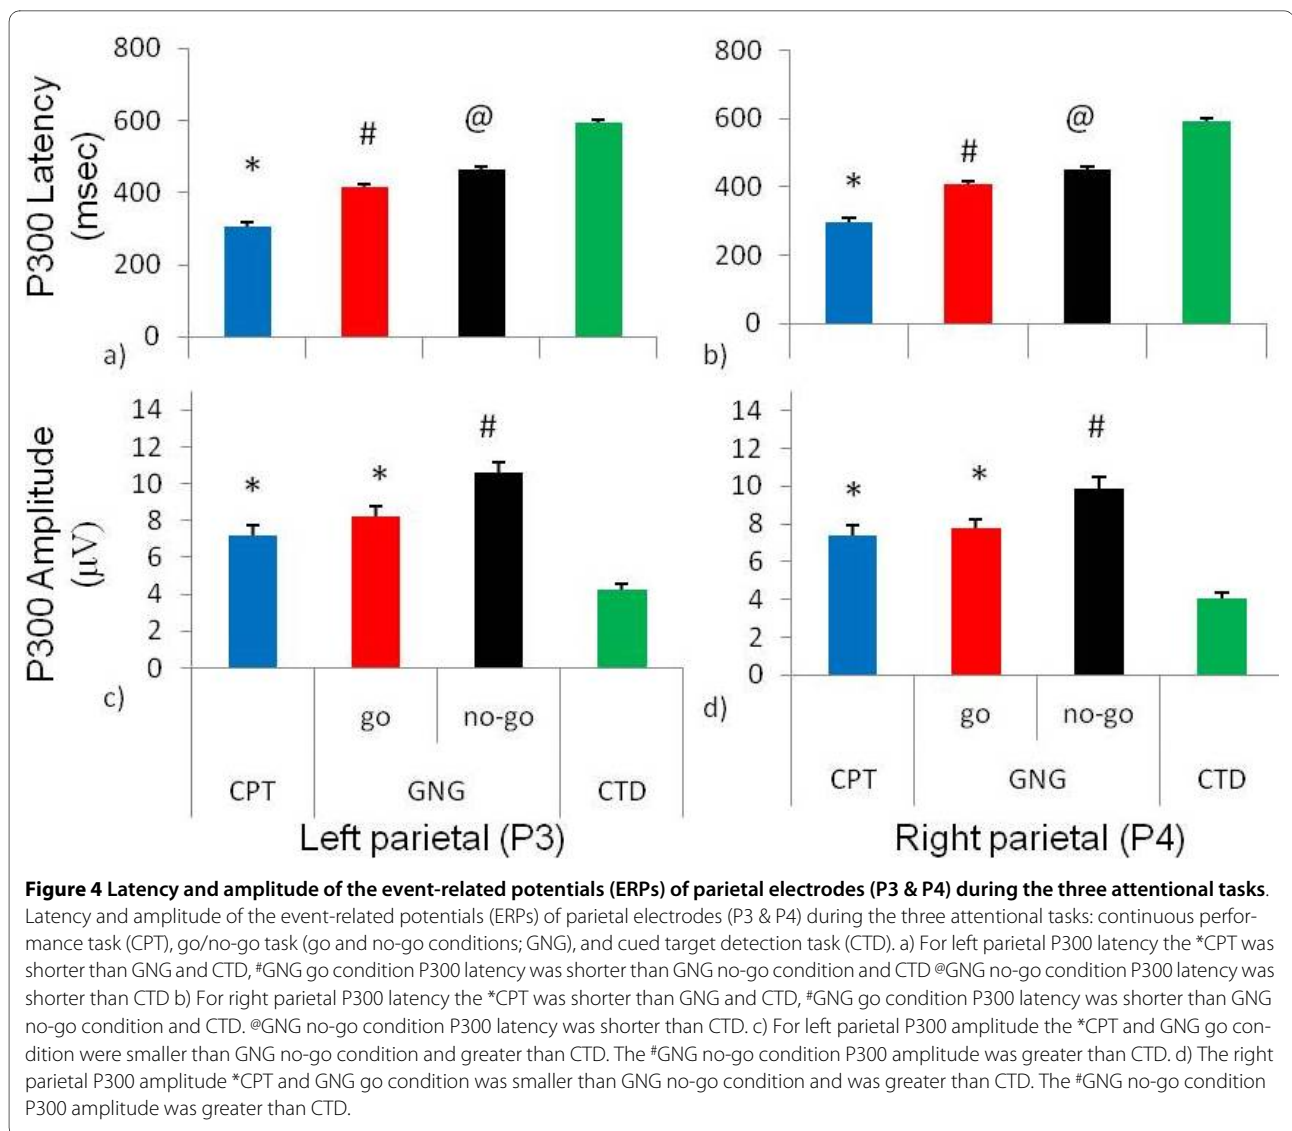 P300 Latency
(msec)
800
600
400
200
0
*
#
@
a)
800
600
400
200
0
*
#
@
b)
P300 Amplitude
(µV)
14
12
10
8
6
4
2
0
*
*
#
c)
go
no-go
CPT
GNG
CTD
Left parietal (P3)
14
12
10
8
6
4
2
0
*
*
#
d)
go
no-go
CPT
GNG
CTD
Right parietal (P4)
Figure 4 Latency and amplitude of the event-related potentials (ERPs) of parietal electrodes (P3 & P4) during the three attentional tasks.
Latency and amplitude of the event-related potentials (ERPs) of parietal electrodes (P3 & P4) during the three attentional tasks: continuous perfor-
mance task (CPT), go/no-go task (go and no-go conditions; GNG), and cued target detection task (CTD). a) For left parietal P300 latency the *CPT was
shorter than GNG and CTD, #GNG go condition P300 latency was shorter than GNG no-go condition and CTD @GNG no-go condition P300 latency was
shorter than CTD b) For right parietal P300 latency the *CPT was shorter than GNG and CTD, #GNG go condition P300 latency was shorter than GNG
no-go condition and CTD. @GNG no-go condition P300 latency was shorter than CTD. c) For left parietal P300 amplitude the *CPT and GNG go con-
dition were smaller than GNG no-go condition and greater than CTD. The #GNG no-go condition P300 amplitude was greater than CTD. d) The right
parietal P300 amplitude *CPT and GNG go condition was smaller than GNG no-go condition and was greater than CTD. The #GNG no-go condition
P300 amplitude was greater than CTD.